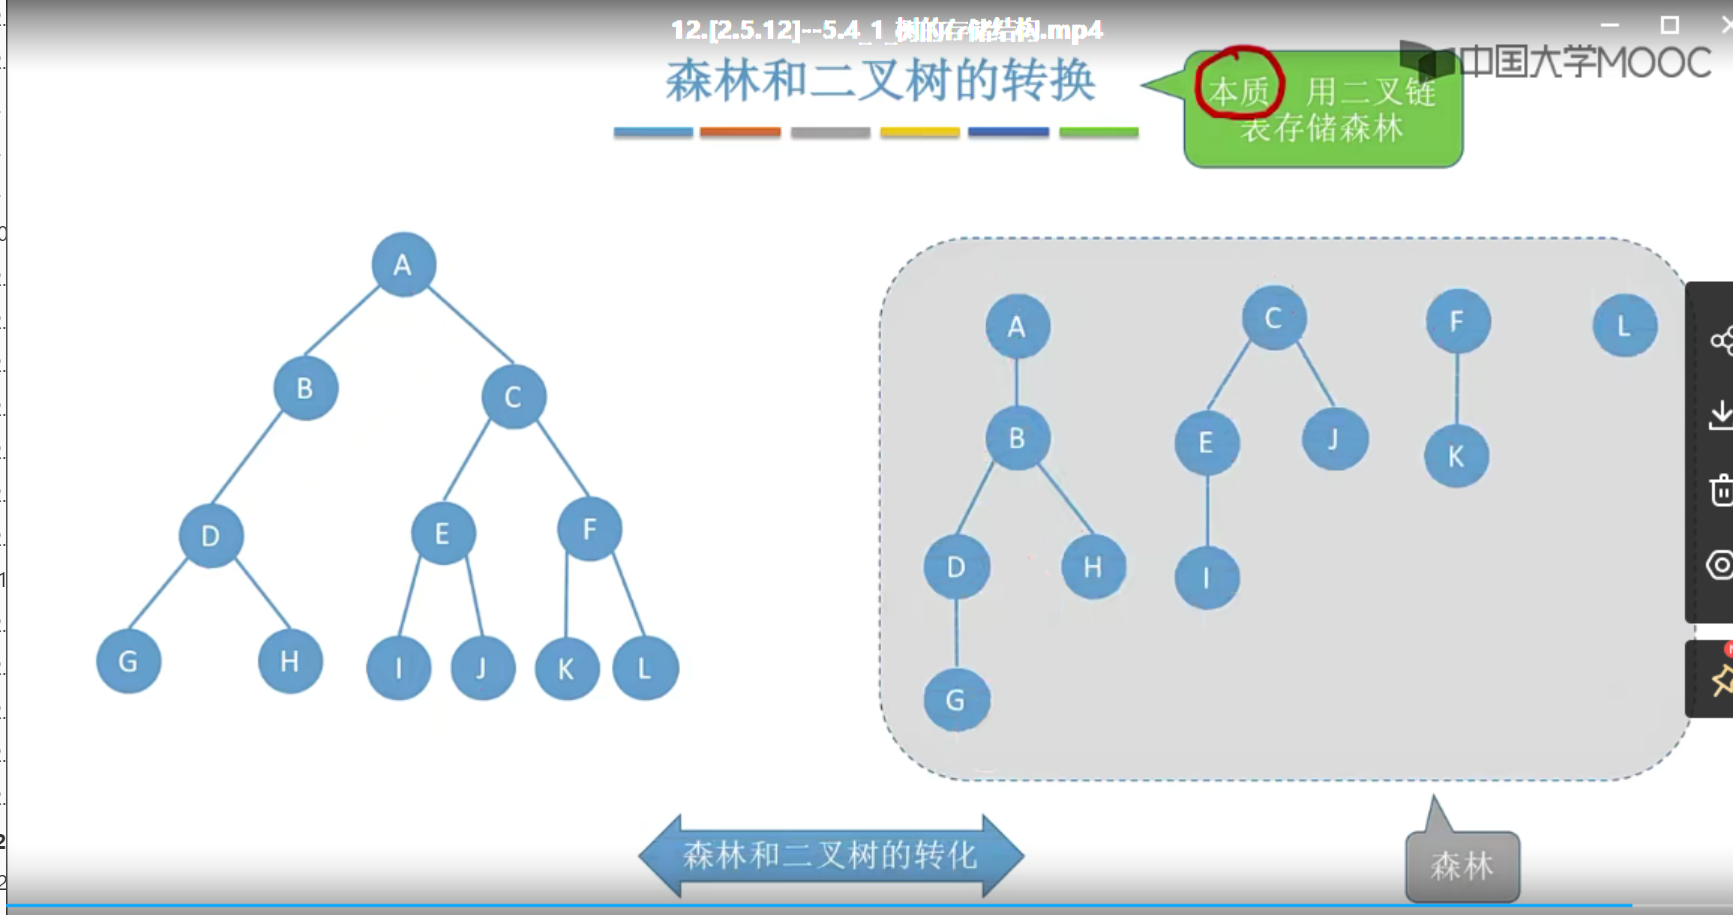 12.[2.5.12]--5.4_1_树的存储结构.mp4
中国大学MOOC
森林和二叉树的转换
本质 用二叉链
表存储森林
A
B
C
D
E
F
G
H
I
J
K
L
A
C
F
L
B
E
J
K
D
H
I
G
森林和二叉树的转化
森林